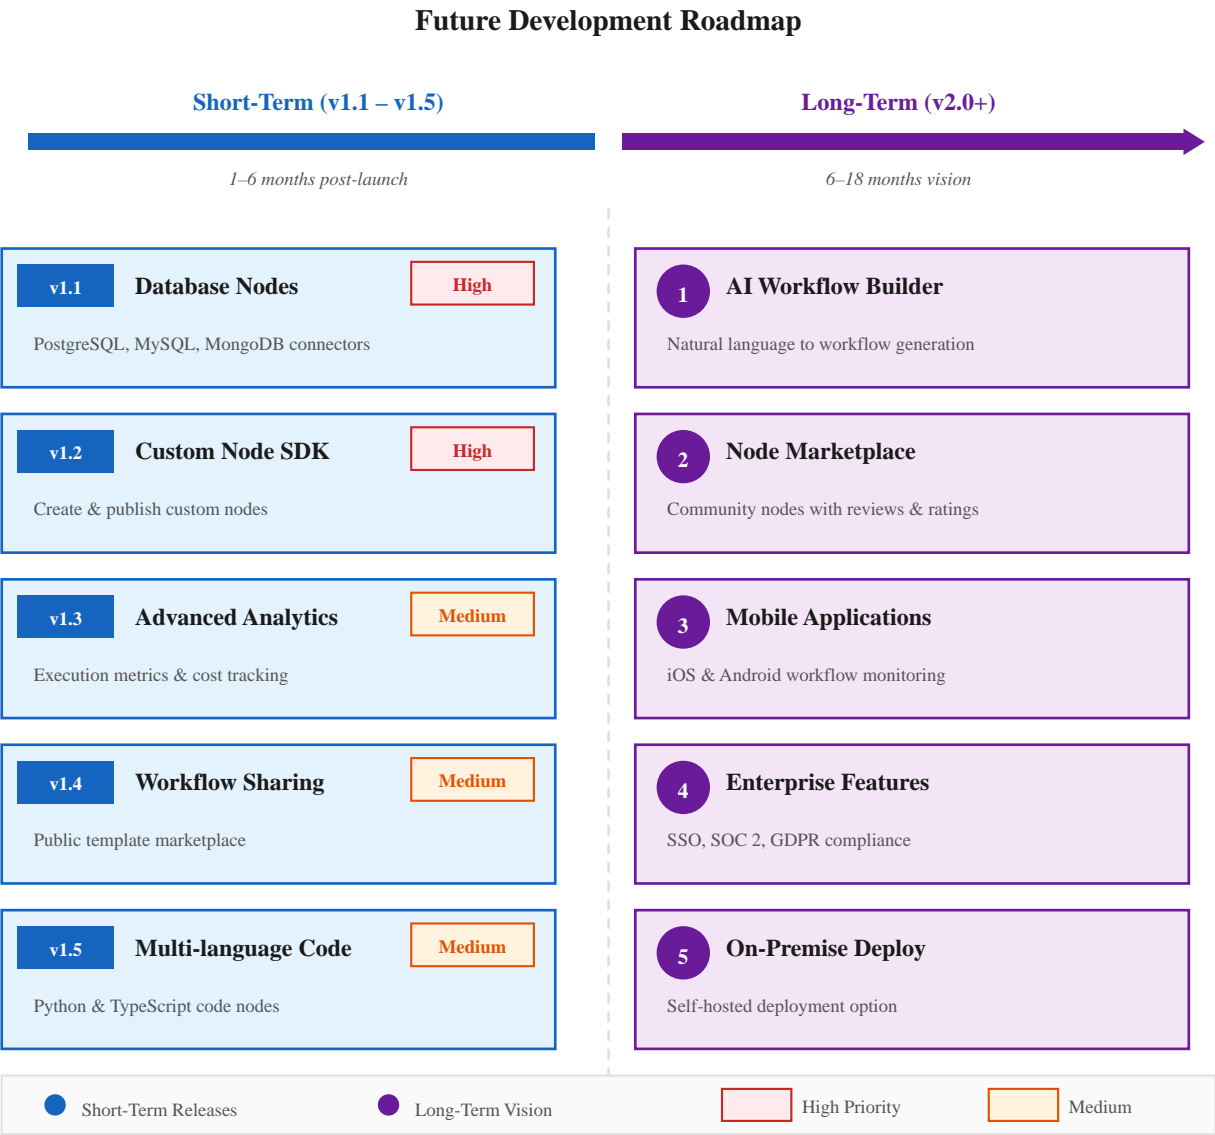 Future Development Roadmap
Short-Term (v1.1 – v1.5)
1–6 months post-launch
Long-Term (v2.0+)
6–18 months vision
v1.1
Database Nodes
High
PostgreSQL, MySQL, MongoDB connectors
v1.2
Custom Node SDK
High
Create & publish custom nodes
v1.3
Advanced Analytics
Medium
Execution metrics & cost tracking
v1.4
Workflow Sharing
Medium
Public template marketplace
v1.5
Multi-language Code
Medium
Python & TypeScript code nodes
1
AI Workflow Builder
Natural language to workflow generation
2
Node Marketplace
Community nodes with reviews & ratings
3
Mobile Applications
iOS & Android workflow monitoring
4
Enterprise Features
SSO, SOC 2, GDPR compliance
5
On-Premise Deploy
Self-hosted deployment option
Short-Term Releases
Long-Term Vision
High Priority
Medium